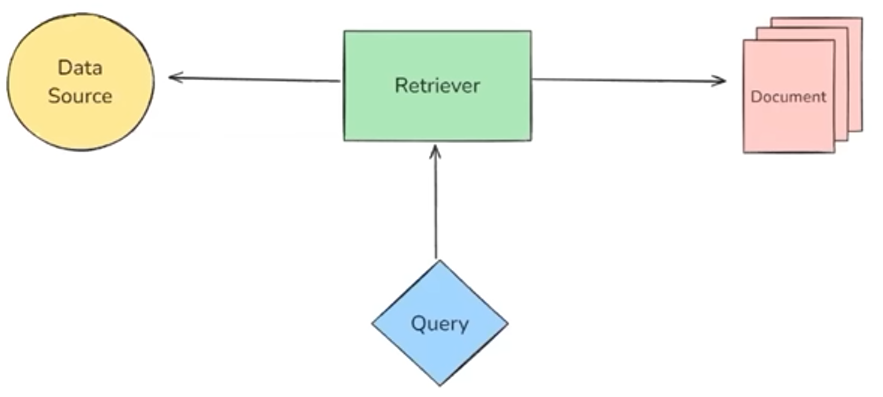 Data
Source
Retriever
Document
Query